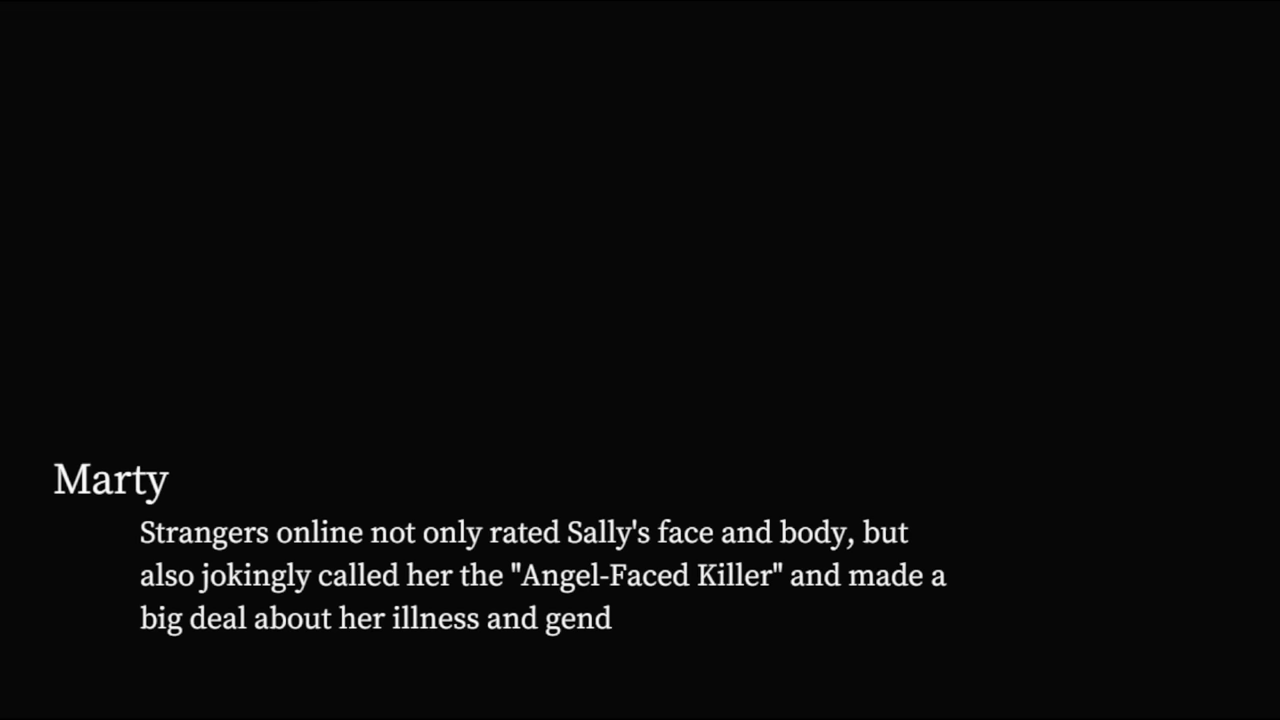 Marty
Strangers online not only rated Sally's face and body, but
also jokingly called her the "Angel-Faced Killer" and made a
big deal about her illness and gend